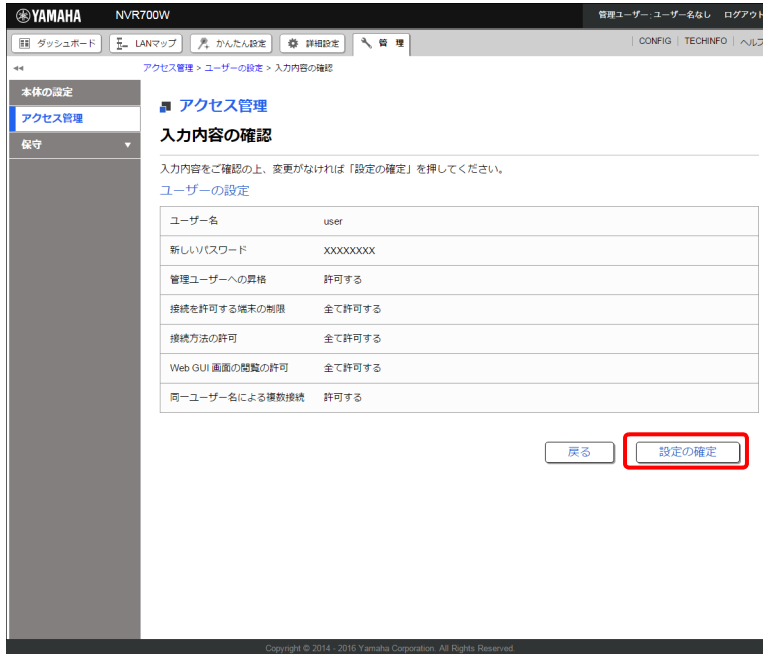 YAMAHA NVR700W 管理ユーザー:ユーザー名なし ログアウト
ダッシュボード LANマップ かんたん設定 詳細設定 管 理 CONFIG TECHINFO ヘルプ
アクセス管理 > ユーザーの設定 > 入力内容の確認
本体の設定
アクセス管理
保守
アクセス管理
入力内容の確認
入力内容をご確認の上、変更がなければ「設定の確定」を押してください。
ユーザーの設定
ユーザー名 user
新しいパスワード XXXXXXXX
管理ユーザーへの昇格 許可する
接続を許可する端末の制限 全て許可する
接続方法の許可 全て許可する
Web GUI 画面の閲覧の許可 全て許可する
同一ユーザー名による複数接続 許可する
戻る 設定の確定
Copyright © 2014 - 2016 Yamaha Corporation. All Rights Reserved.